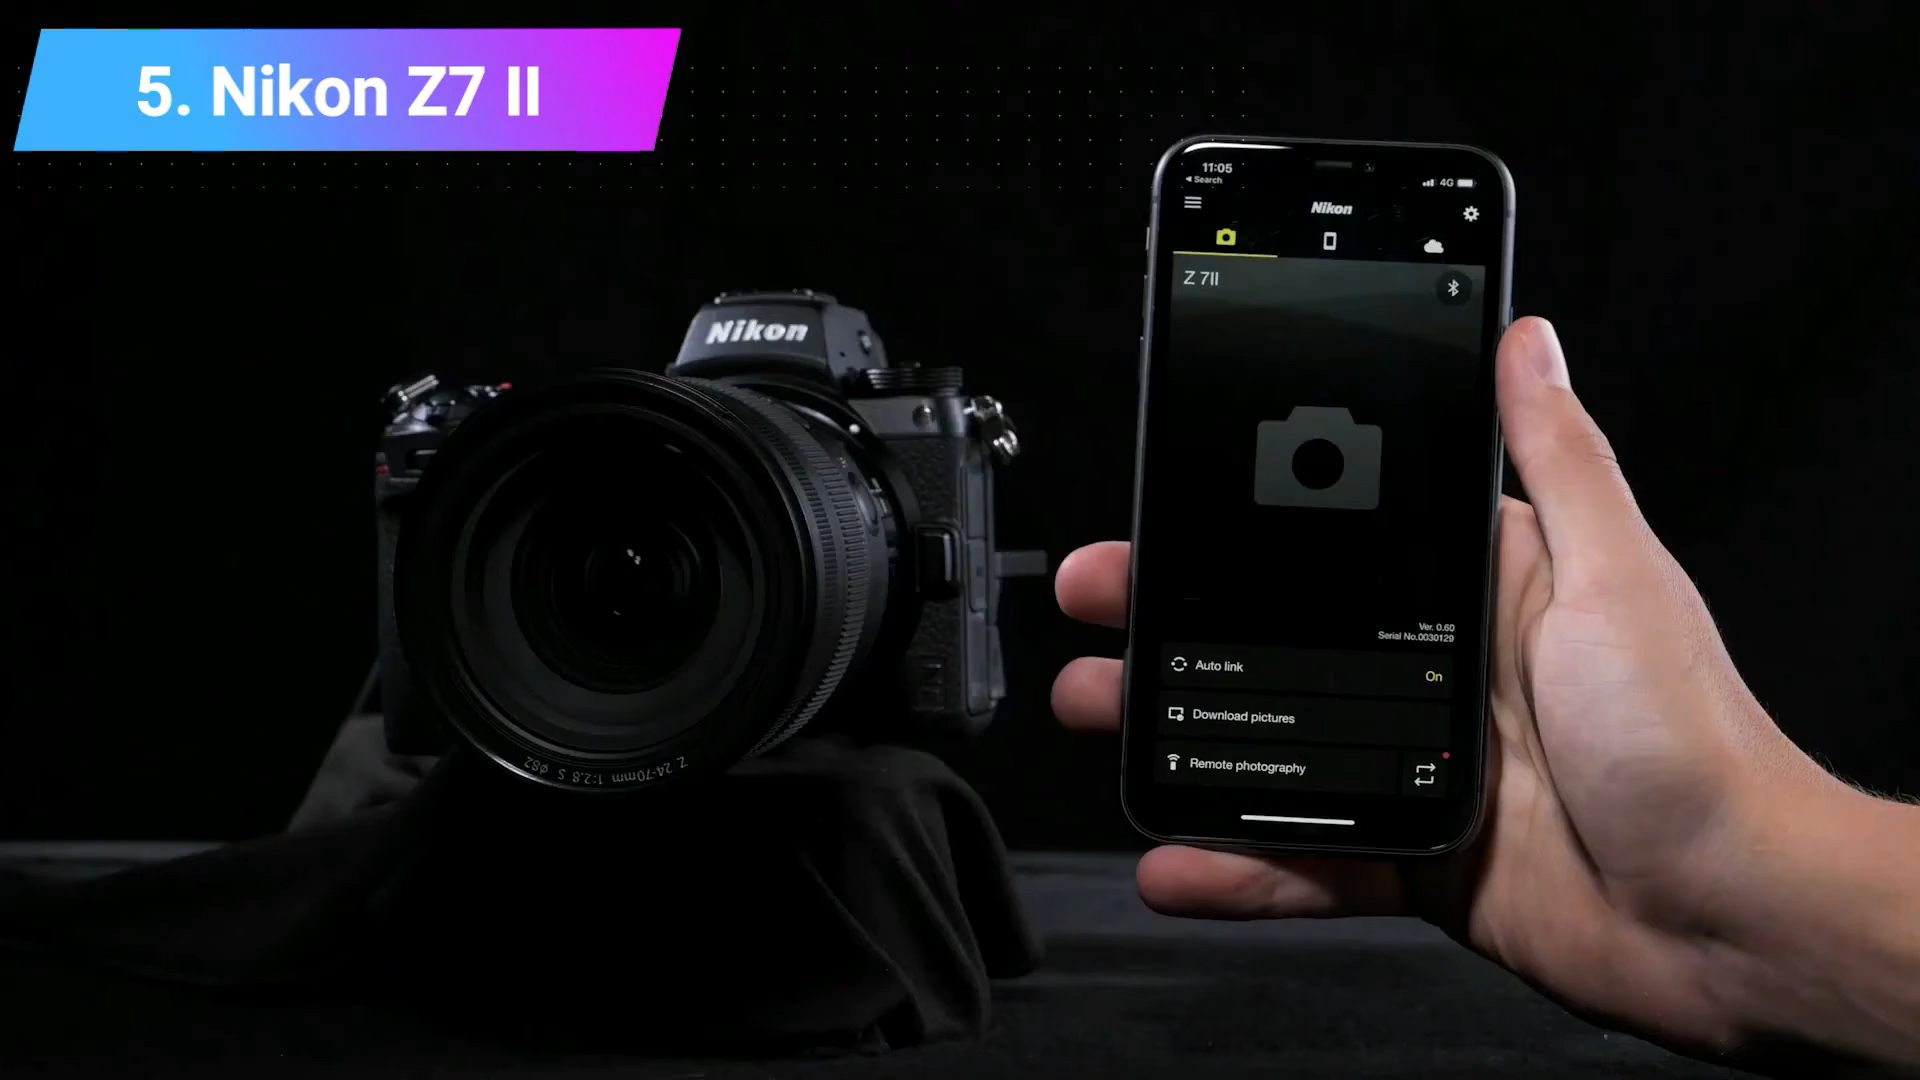 5. Nikon Z7 II
11:05
Search
4G
Nikon
Z 7II
Nikon
Ver. 0.60
Serial No.0030129
Auto link
On
Download pictures
Remote photography
Z 24-70mm 1:2.8 S φ82